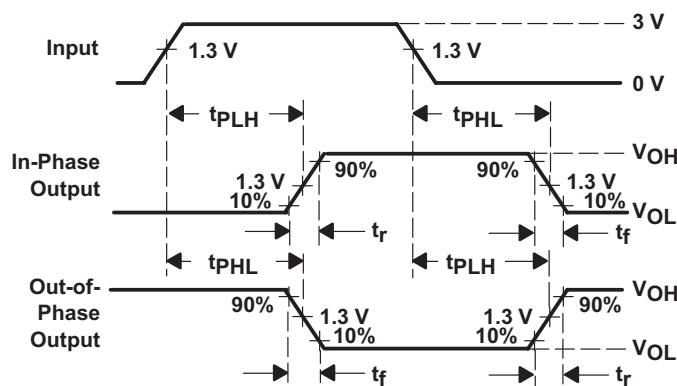 3 V
Input
1.3 V
1.3 V
0 V
tPLH
tPHL
VOH
In-Phase
Output
90%
90%
1.3 V
1.3 V
10%
10%
VOL
tr
tf
tPHL
tPLH
Out-of-
Phase
Output
VOH
90%
90%
1.3 V
1.3 V
10%
10%
VOL
tf
tr